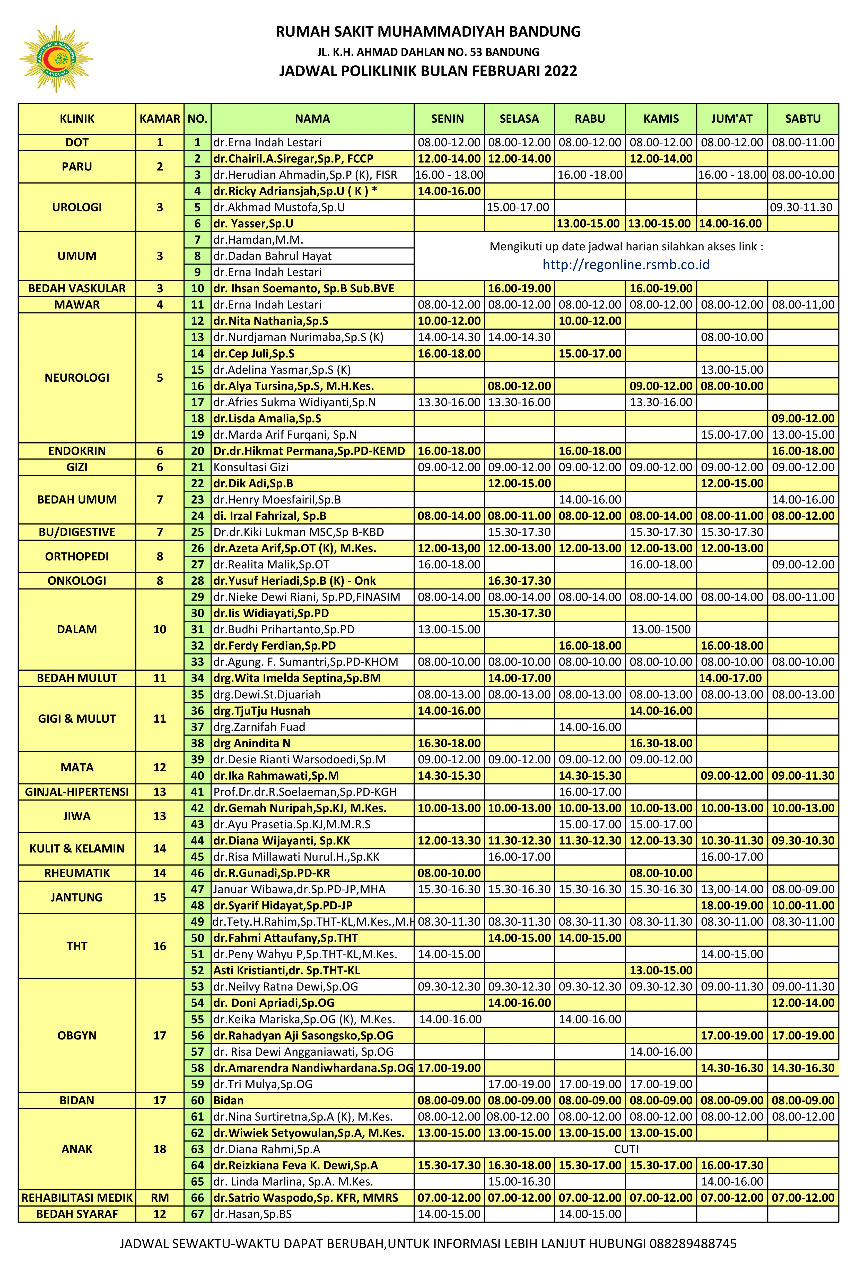 RUMAH SAKIT MUHAMMADIYAH BANDUNG
JL. K.H. AHMAD DAHLAN NO. 53 BANDUNG
JADWAL POLIKLINIK BULAN FEBRUARI 2022
KLINIK KAMAR NO. NAMA SENIN SELASA RABU KAMIS JUM'AT SABTU
DOT 1 1 dr.Erna Indah Lestari 08.00-12.00 08.00-12.00 08.00-12.00 08.00-12.00 08.00-12.00 08.00-11.00
PARU 2
2 dr.Chairil.A.Siregar,Sp.P, FCCP 12.00-14.00 12.00-14.00 12.00-14.00
3 dr.Herudian Ahmadin,Sp.P (K), FISR 16.00 - 18.00 16.00 -18.00 16.00 - 18.00 08.00-10.00
UROLOGI 3
4 dr.Ricky Adriansjah,Sp.U ( K ) * 14.00-16.00
5 dr.Akhmad Mustofa,Sp.U 15.00-17.00 09.30-11.30
6 dr. Yasser,Sp.U 13.00-15.00 13.00-15.00 14.00-16.00
UMUM 3
7 dr.Hamdan,M.M.
8 dr.Dadan Bahrul Hayat
9 dr.Erna Indah Lestari
Mengikuti up date jadwal harian silahkan akses link :
http://regonline.rsmb.co.id
BEDAH VASKULAR 3 10 dr. Ihsan Soemanto, Sp.B Sub.BVE 16.00-19.00 16.00-19.00
MAWAR 4 11 dr.Erna Indah Lestari 08.00-12.00 08.00-12.00 08.00-12.00 08.00-12.00 08.00-12.00 08.00-11,00
NEUROLOGI 5
12 dr.Nita Nathania,Sp.S 10.00-12.00 10.00-12.00
13 dr.Nurdjaman Nurimaba,Sp.S (K) 14.00-14.30 14.00-14.30 08.00-10.00
14 dr.Cep Juli,Sp.S 16.00-18.00 15.00-17.00
15 dr.Adelina Yasmar,Sp.S (K) 13.00-15.00
16 dr.Alya Tursina,Sp.S, M.H.Kes. 08.00-12.00 09.00-12.00 08.00-10.00
17 dr.Afries Sukma Widiyanti,Sp.N 13.30-16.00 13.30-16.00 13.30-16.00
18 dr.Lisda Amalia,Sp.S 09.00-12.00
19 dr.Marda Arif Furqani, Sp.N 15.00-17.00 13.00-15.00
ENDOKRIN 6 20 Dr.dr.Hikmat Permana,Sp.PD-KEMD 16.00-18.00 16.00-18.00 16.00-18.00
GIZI 6 21 Konsultasi Gizi 09.00-12.00 09.00-12.00 09.00-12.00 09.00-12.00 09.00-12.00 09.00-12.00
BEDAH UMUM 7
22 dr.Dik Adi,Sp.B 12.00-15.00 12.00-15.00
23 dr.Henry Moesfairil,Sp.B 14.00-16.00 14.00-16.00
24 di. Irzal Fahrizal, Sp.B 08.00-14.00 08.00-11.00 08.00-12.00 08.00-14.00 08.00-11.00 08.00-12.00
BU/DIGESTIVE 7 25 Dr.dr.Kiki Lukman MSC,Sp B-KBD 15.30-17.30 15.30-17.30 15.30-17.30
ORTHOPEDI 8
26 dr.Azeta Arif,Sp.OT (K), M.Kes. 12.00-13,00 12.00-13.00 12.00-13.00 12.00-13.00 12.00-13.00
27 dr.Realita Malik,Sp.OT 16.00-18.00 16.00-18.00 09.00-12.00
ONKOLOGI 8 28 dr.Yusuf Heriadi,Sp.B (K) - Onk 16.30-17.30
DALAM 10
29 dr.Nieke Dewi Riani, Sp.PD,FINASIM 08.00-14.00 08.00-14.00 08.00-14.00 08.00-14.00 08.00-14.00 08.00-11.00
30 dr.Iis Widiayati,Sp.PD 15.30-17.30
31 dr.Budhi Prihartanto,Sp.PD 13.00-15.00 13.00-1500
32 dr.Ferdy Ferdian,Sp.PD 16.00-18.00 16.00-18.00
33 dr.Agung. F. Sumantri,Sp.PD-KHOM 08.00-10.00 08.00-10.00 08.00-10.00 08.00-10.00 08.00-10.00 08.00-10.00
BEDAH MULUT 11 34 drg.Wita Imelda Septina,Sp.BM 14.00-17.00 14.00-17.00
GIGI & MULUT 11
35 drg.Dewi.St.Djuariah 08.00-13.00 08.00-13.00 08.00-13.00 08.00-13.00 08.00-13.00 08.00-13.00
36 drg.TjuTju Husnah 14.00-16.00 14.00-16.00
37 drg.Zarnifah Fuad 14.00-16.00
38 drg Anindita N 16.30-18.00 16.30-18.00
MATA 12
39 dr.Desie Rianti Warsodoedi,Sp.M 09.00-12.00 09.00-12.00 09.00-12.00 09.00-12.00
40 dr.Ika Rahmawati,Sp.M 14.30-15.30 14.30-15.30 09.00-12.00 09.00-11.30
GINJAL-HIPERTENSI 13 41 Prof.Dr.dr.R.Soelaeman,Sp.PD-KGH 16.00-17.00
JIWA 13
42 dr.Gemah Nuripah,Sp.KJ, M.Kes. 10.00-13.00 10.00-13.00 10.00-13.00 10.00-13.00 10.00-13.00 10.00-13.00
43 dr.Ayu Prasetia.Sp.KJ,M.M.R.S 15.00-17.00 15.00-17.00
KULIT & KELAMIN 14
44 dr.Diana Wijayanti, Sp.KK 12.00-13.30 11.30-12.30 11.30-12.30 12.00-13.30 10.30-11.30 09.30-10.30
45 dr.Risa Millawati Nurul.H.,Sp.KK 16.00-17.00 16.00-17.00
RHEUMATIK 14 46 dr.R.Gunadi,Sp.PD-KR 08.00-10.00 08.00-10.00
JANTUNG 15
47 Januar Wibawa,dr.Sp.PD-JP,MHA 15.30-16.30 15.30-16.30 15.30-16.30 15.30-16.30 13,00-14.00 08.00-09.00
48 dr.Syarif Hidayat,Sp.PD-JP 18.00-19.00 10.00-11.00
THT 16
49 dr.Tety.H.Rahim,Sp.THT-KL,M.Kes.,M.H 08.30-11.30 08.30-11.30 08.30-11.30 08.30-11.30 08.30-11.00 08.30-11.30
50 dr.Fahmi Attaufany,Sp.THT 14.00-15.00 14.00-15.00
51 dr.Peny Wahyu P,Sp.THT-KL,M.Kes. 14.00-15.00 14.00-15.00
52 Asti Kristianti,dr. Sp.THT-KL 13.00-15.00
OBGYN 17
53 dr.Neilvy Ratna Dewi,Sp.OG 09.30-12.30 09.30-12.30 09.30-12.30 09.30-12.30 09.00-11.30 09.00-11.30
54 dr. Doni Apriadi,Sp.OG 14.00-16.00 12.00-14.00
55 dr.Keika Mariska,Sp.OG (K), M.Kes. 14.00-16.00 14.00-16.00
56 dr.Rahadyan Aji Sasongsko,Sp.OG 17.00-19.00 17.00-19.00
57 dr. Risa Dewi Anggianiawati, Sp.OG 14.00-16.00
58 dr.Amarendra Nandiwhardana.Sp.OG 17.00-19.00 14.30-16.30 14.30-16.30
59 dr.Tri Mulya,Sp.OG 17.00-19.00 17.00-19.00 17.00-19.00
BIDAN 17 60 Bidan 08.00-09.00 08.00-09.00 08.00-09.00 08.00-09.00 08.00-09.00 08.00-09.00
ANAK 18
61 dr.Nina Surtiretna,Sp.A (K), M.Kes. 08.00-12.00 08.00-12.00 08.00-12.00 08.00-12.00 08.00-12.00 08.00-12.00
62 dr.Wiwiek Setyowulan,Sp.A, M.Kes. 13.00-15.00 13.00-15.00 13.00-15.00 13.00-15.00
63 dr.Diana Rahmi,Sp.A CUTI
64 dr.Reizkiana Feva K. Dewi,Sp.A 15.30-17.30 16.30-18.00 15.30-17.00 15.30-17.00 16.00-17.30
65 dr. Linda Marlina, Sp.A. M.Kes. 15.00-16.30 14.00-16.00
REHABILITASI MEDIK RM 66 dr.Satrio Waspodo,Sp. KFR, MMRS 07.00-12.00 07.00-12.00 07.00-12.00 07.00-12.00 07.00-12.00 07.00-12.00
BEDAH SYARAF 12 67 dr.Hasan,Sp.BS 14.00-15.00 14.00-15.00
JADWAL SEWAKTU-WAKTU DAPAT BERUBAH,UNTUK INFORMASI LEBIH LANJUT HUBUNGI 088289488745